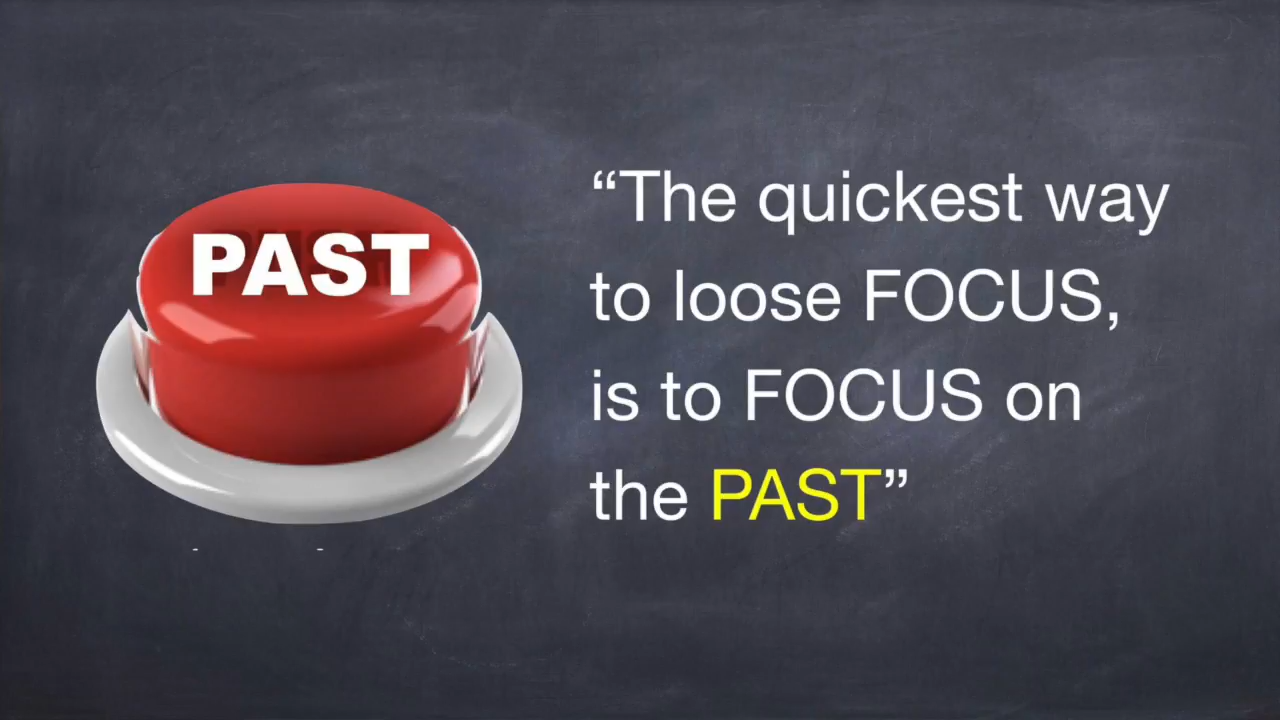 PAST
“The quickest way
to loose FOCUS,
is to FOCUS on
the PAST”